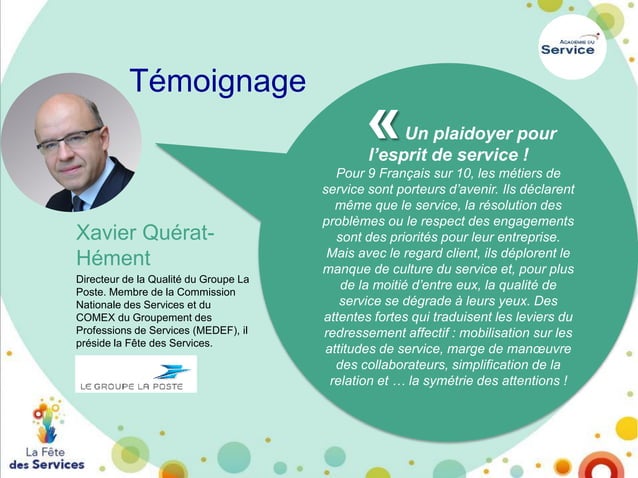 ACADEMIE DU
Service
Témoignage
« Un plaidoyer pour
l’esprit de service !
Pour 9 Français sur 10, les métiers de
service sont porteurs d’avenir. Ils déclarent
même que le service, la résolution des
problèmes ou le respect des engagements
sont des priorités pour leur entreprise.
Mais avec le regard client, ils déplorent le
manque de culture du service et, pour plus
de la moitié d’entre eux, la qualité de
service se dégrade à leurs yeux. Des
attentes fortes qui traduisent les leviers du
redressement affectif : mobilisation sur les
attitudes de service, marge de manœuvre
des collaborateurs, simplification de la
relation et … la symétrie des attentions !
Xavier Quérat-
Hément
Directeur de la Qualité du Groupe La
Poste. Membre de la Commission
Nationale des Services et du
COMEX du Groupement des
Professions de Services (MEDEF), il
préside la Fête des Services.
LE GROUPE LA POSTE
La Fête
des Services